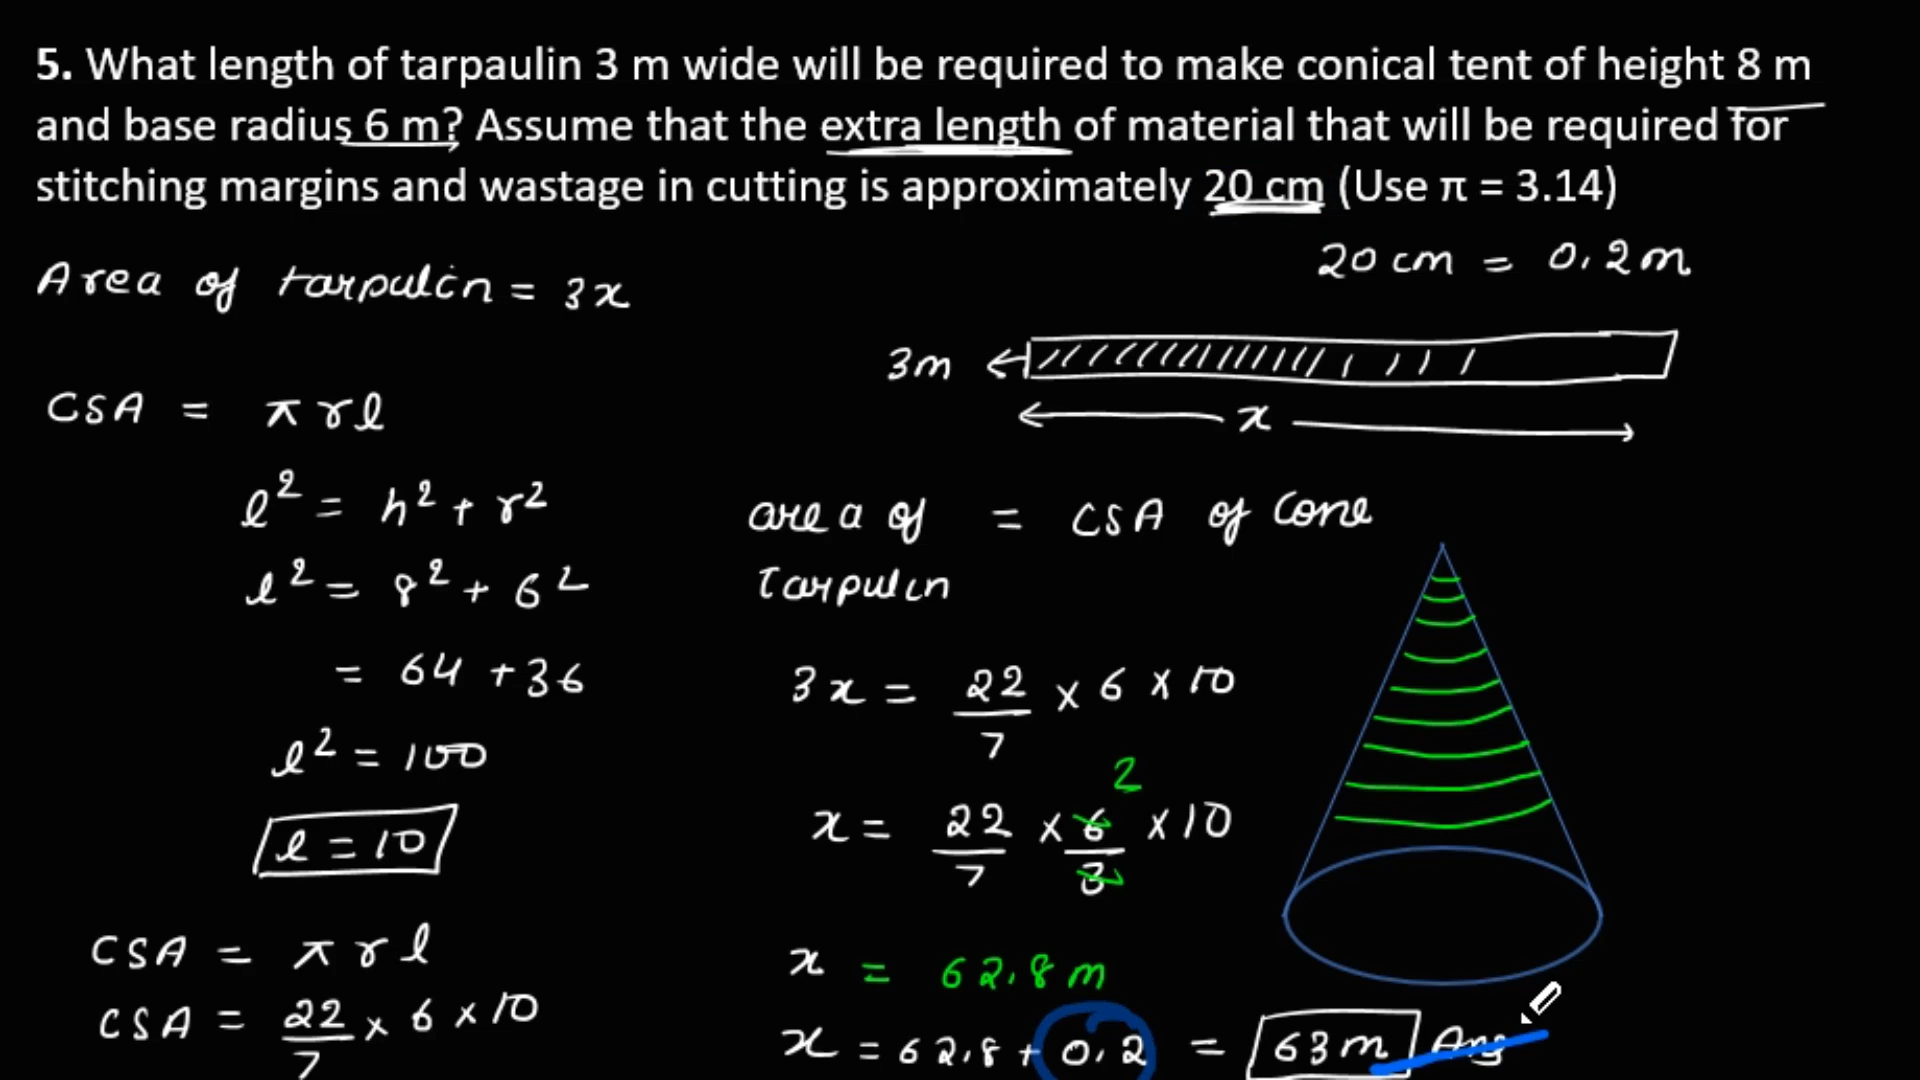 5. What length of tarpaulin 3 m wide will be required to make conical tent of height 8 m
and base radius 6 m? Assume that the extra length of material that will be required for
stitching margins and wastage in cutting is approximately 20 cm (Use π = 3.14)
20 cm = 0.2m
Area of tarpulin = 3x
3m
x
CSA = πrl
l² = h² + r²
l² = 8² + 6²
= 64 + 36
l² = 100
l = 10
CSA = πrl
CSA = 22/7 × 6 × 10
area of = CSA of Cone
Tarpulin
3x = 22/7 × 6 × 10
2
x = 22/7 × 6/3 × 10
x = 62.8 m
x = 62.8 + 0.2 = 63m Ans